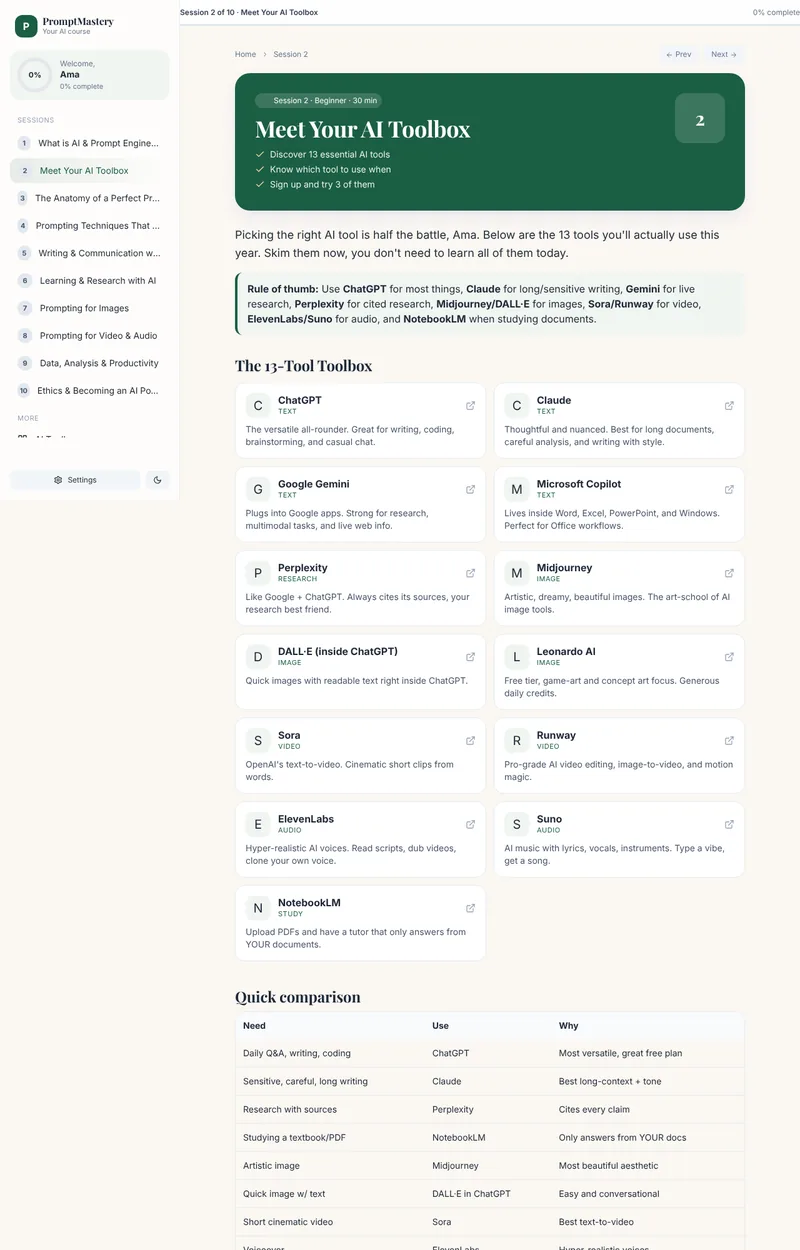 P
PromptMastery
Your AI course
0%
Welcome,
Ama
0% complete
SESSIONS
1 What is AI & Prompt Engine...
2 Meet Your AI Toolbox
3 The Anatomy of a Perfect Pr...
4 Prompting Techniques That ...
5 Writing & Communication w...
6 Learning & Research with AI
7 Prompting for Images
8 Prompting for Video & Audio
9 Data, Analysis & Productivity
10 Ethics & Becoming an AI Po...
MORE
Settings
Session 2 of 10 · Meet Your AI Toolbox
0% complete
Home › Session 2
← Prev
Next →
Session 2 · Beginner · 30 min
Meet Your AI Toolbox
2
✓ Discover 13 essential AI tools
✓ Know which tool to use when
✓ Sign up and try 3 of them
Picking the right AI tool is half the battle, Ama. Below are the 13 tools you'll actually use this
year. Skim them now, you don't need to learn all of them today.
Rule of thumb: Use ChatGPT for most things, Claude for long/sensitive writing, Gemini for live
research, Perplexity for cited research, Midjourney/DALL·E for images, Sora/Runway for video,
ElevenLabs/Suno for audio, and NotebookLM when studying documents.
The 13-Tool Toolbox
C
ChatGPT
TEXT
The versatile all-rounder. Great for writing, coding,
brainstorming, and casual chat.
C
Claude
TEXT
Thoughtful and nuanced. Best for long documents,
careful analysis, and writing with style.
G
Google Gemini
TEXT
Plugs into Google apps. Strong for research,
multimodal tasks, and live web info.
M
Microsoft Copilot
TEXT
Lives inside Word, Excel, PowerPoint, and Windows.
Perfect for Office workflows.
P
Perplexity
RESEARCH
Like Google + ChatGPT. Always cites its sources, your
research best friend.
M
Midjourney
IMAGE
Artistic, dreamy, beautiful images. The art-school of AI
image tools.
D
DALL·E (inside ChatGPT)
IMAGE
Quick images with readable text right inside ChatGPT.
L
Leonardo AI
IMAGE
Free tier, game-art and concept art focus. Generous
daily credits.
S
Sora
VIDEO
OpenAI's text-to-video. Cinematic short clips from
words.
R
Runway
VIDEO
Pro-grade AI video editing, image-to-video, and motion
magic.
E
ElevenLabs
AUDIO
Hyper-realistic AI voices. Read scripts, dub videos,
clone your own voice.
S
Suno
AUDIO
AI music with lyrics, vocals, instruments. Type a vibe,
get a song.
N
NotebookLM
STUDY
Upload PDFs and have a tutor that only answers from
YOUR documents.
Quick comparison
Need Use Why
Daily Q&A, writing, coding ChatGPT Most versatile, great free plan
Sensitive, careful, long writing Claude Best long-context + tone
Research with sources Perplexity Cites every claim
Studying a textbook/PDF NotebookLM Only answers from YOUR docs
Artistic image Midjourney Most beautiful aesthetic
Quick image w/ text DALL·E in ChatGPT Easy and conversational
Short cinematic video Sora Best text-to-video
Voiceover ElevenLabs Hyper-realistic voices